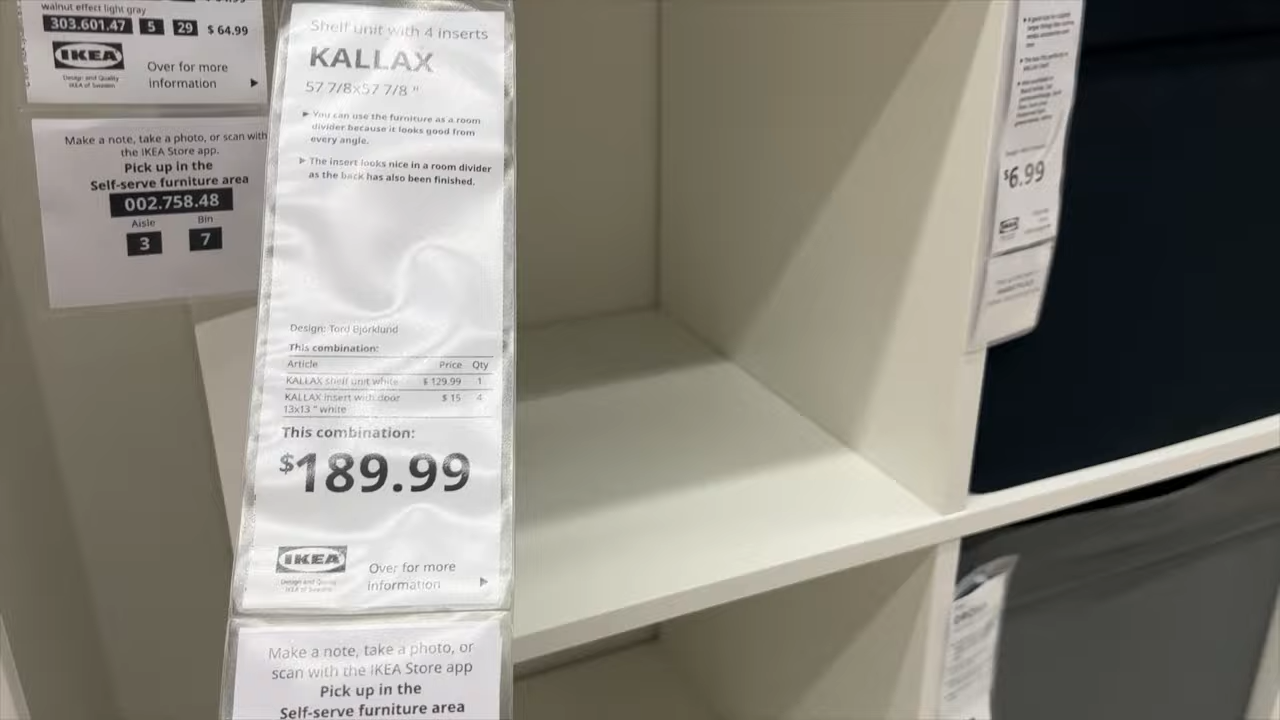 walnut effect light gray
303.601.47 5 29 $ 64.99
IKEA
Design and Quality
IKEA of Sweden
Over for more
information
Make a note, take a photo, or scan with
the IKEA Store app.
Pick up in the
Self-serve furniture area
002.758.48
Aisle Bin
3 7
Shelf unit with 4 inserts
KALLAX
57 7/8x57 7/8 "
You can use the furniture as a room
divider because it looks good from
every angle.
The insert looks nice in a room divider
as the back has also been finished.
Design: Tord Björklund
This combination:
Article Price Qty
KALLAX shelf unit white $ 129.99 1
KALLAX insert with door $ 15 4
13x13 " white
This combination:
$189.99
IKEA
Design and Quality
IKEA of Sweden
Over for more
information
Make a note, take a photo, or
scan with the IKEA Store app
Pick up in the
Self-serve furniture area
$6.99
IKEA